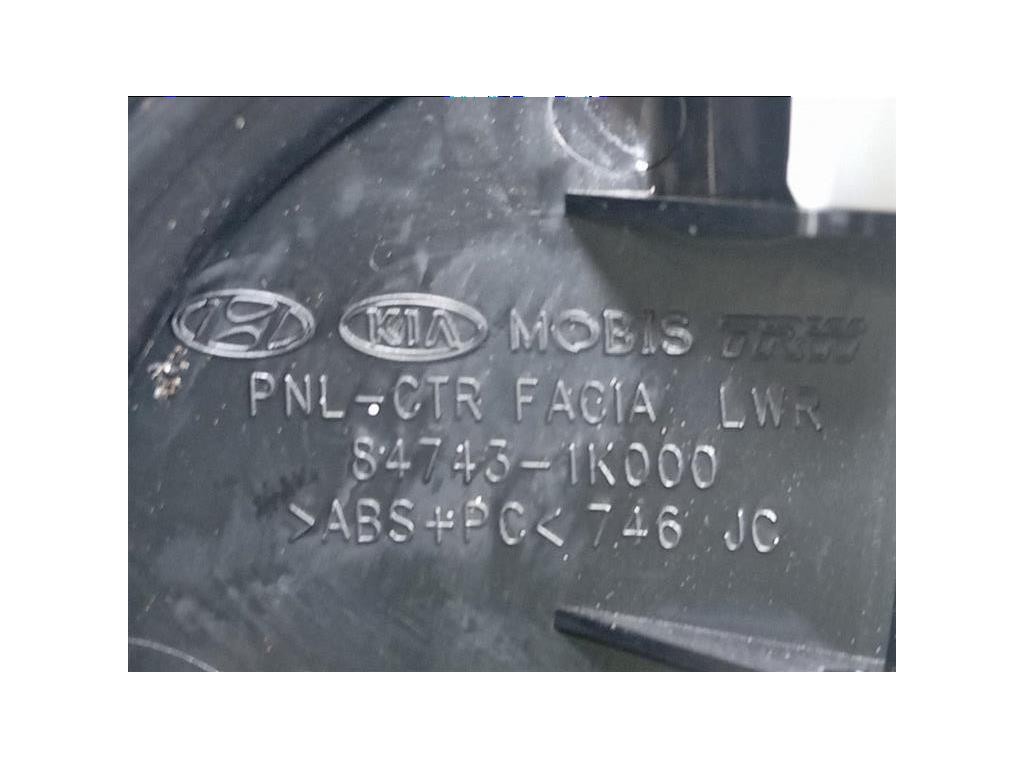 KIA MOBIS TRW
PNL-CTR FACIA LWR
84743-1K000
>ABS+PC< 746 JC